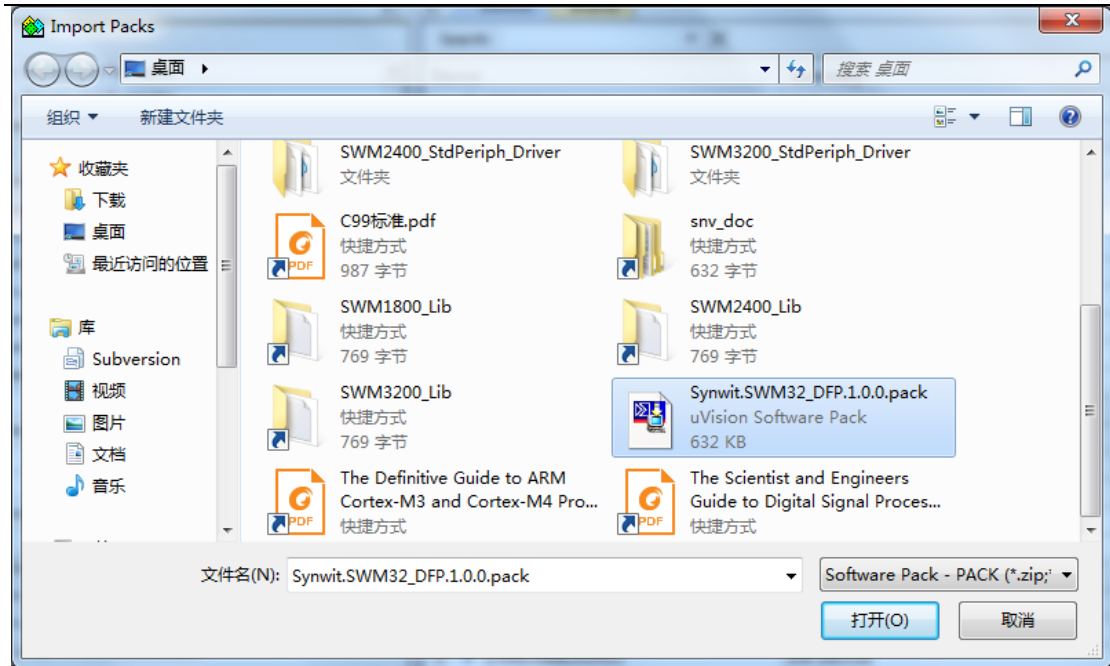 Import Packs
桌面
搜索 桌面
组织
新建文件夹
收藏夹
下载
桌面
最近访问的位置
库
Subversion
视频
图片
文档
音乐
SWM2400_StdPeriph_Driver
文件夹
SWM3200_StdPeriph_Driver
文件夹
C99标准.pdf
快捷方式
987 字节
snv_doc
快捷方式
632 字节
SWM1800_Lib
快捷方式
769 字节
SWM2400_Lib
快捷方式
769 字节
SWM3200_Lib
快捷方式
769 字节
Synwit.SWM32_DFP.1.0.0.pack
uVision Software Pack
632 KB
The Definitive Guide to ARM
Cortex-M3 and Cortex-M4 Pro...
快捷方式
The Scientist and Engineers
Guide to Digital Signal Proces...
快捷方式
PDF
PDF
PDF
文件名(N):
Synwit.SWM32_DFP.1.0.0.pack
Software Pack - PACK (*.zip;*
打开(O)
取消